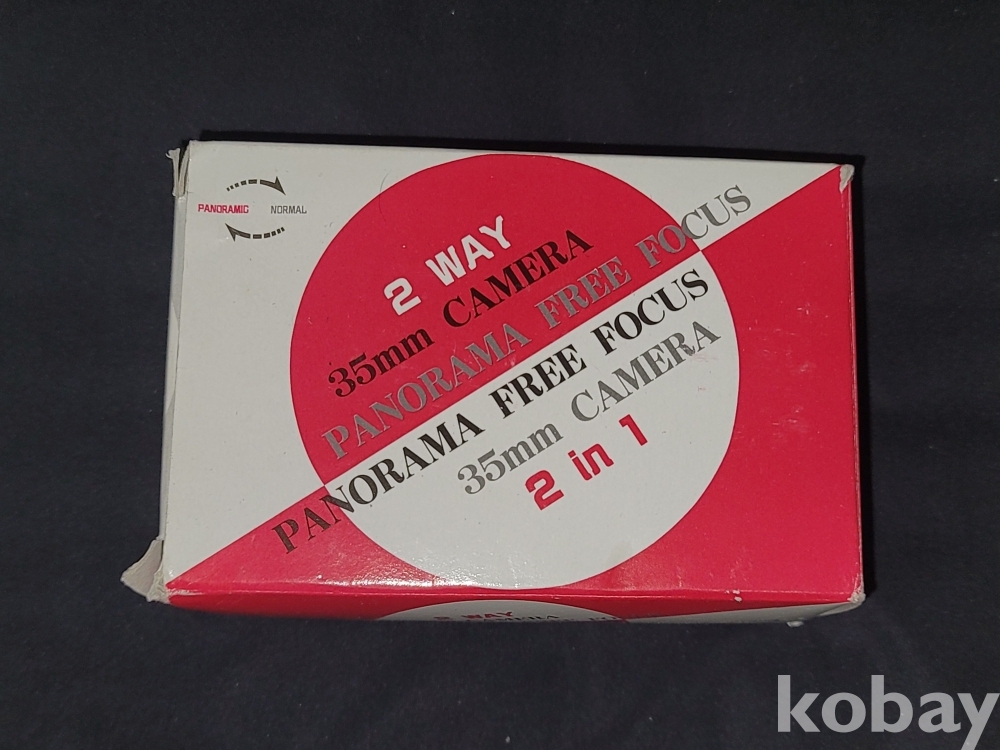 PANORAMIC NORMAL
2 WAY
35mm CAMERA
PANORAMA FREE FOCUS
PANORAMA FREE FOCUS
35mm CAMERA
2 in 1
2 WAY
CAMERA
kobay